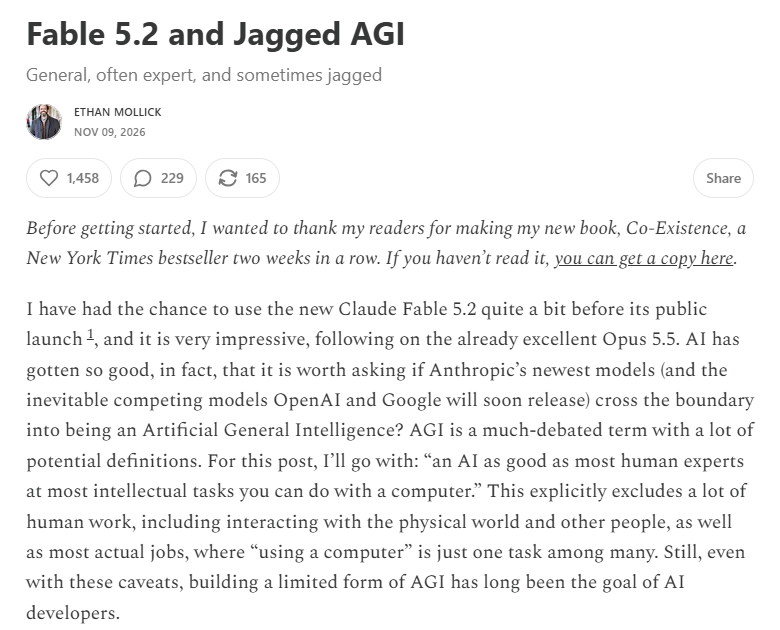 Fable 5.2 and Jagged AGI
General, often expert, and sometimes jagged
ETHAN MOLLICK
NOV 09, 2026
1,458
229
165
Share
Before getting started, I wanted to thank my readers for making my new book, Co-Existence, a
New York Times bestseller two weeks in a row. If you haven’t read it, you can get a copy here.
I have had the chance to use the new Claude Fable 5.2 quite a bit before its public
launch 1, and it is very impressive, following on the already excellent Opus 5.5. AI has
gotten so good, in fact, that it is worth asking if Anthropic’s newest models (and the
inevitable competing models OpenAI and Google will soon release) cross the boundary
into being an Artificial General Intelligence? AGI is a much-debated term with a lot of
potential definitions. For this post, I’ll go with: “an AI as good as most human experts
at most intellectual tasks you can do with a computer.” This explicitly excludes a lot of
human work, including interacting with the physical world and other people, as well
as most actual jobs, where “using a computer” is just one task among many. Still, even
with these caveats, building a limited form of AGI has long been the goal of AI
developers.